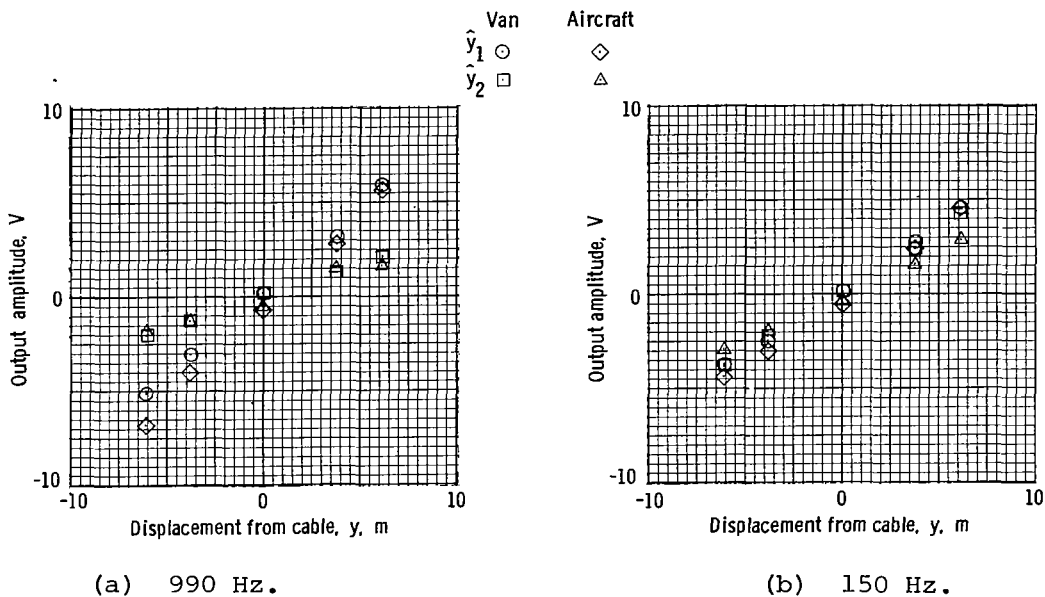 Van Aircraft
ŷ1
ŷ2
10
0
-10
Output amplitude, V
-10 0 10
Displacement from cable, y, m
(a) 990 Hz.
10
0
-10
Output amplitude, V
-10 0 10
Displacement from cable, y, m
(b) 150 Hz.